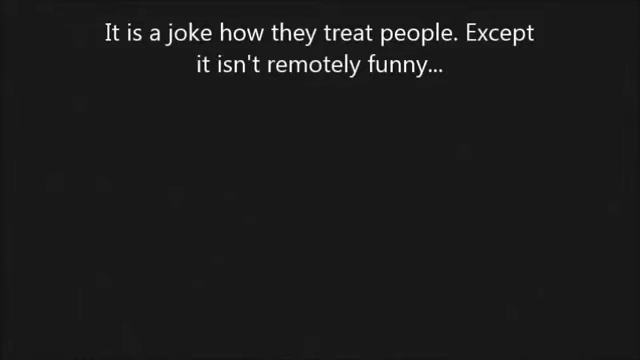 It is a joke how they treat people. Except
it isn't remotely funny...